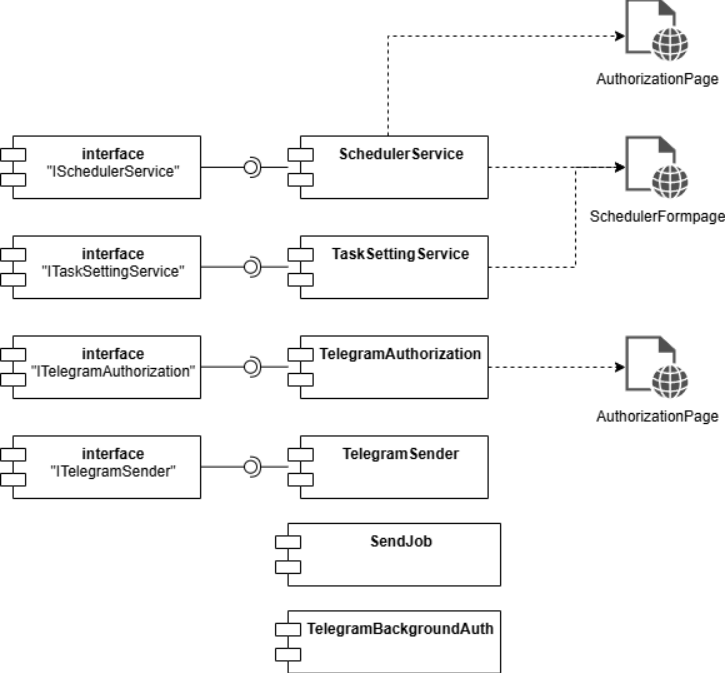 AuthorizationPage
interface
"ISchedulerService"
SchedulerService
SchedulerFormpage
interface
"ITaskSettingService"
TaskSettingService
interface
"ITelegramAuthorization"
TelegramAuthorization
AuthorizationPage
interface
"ITelegramSender"
TelegramSender
SendJob
TelegramBackgroundAuth